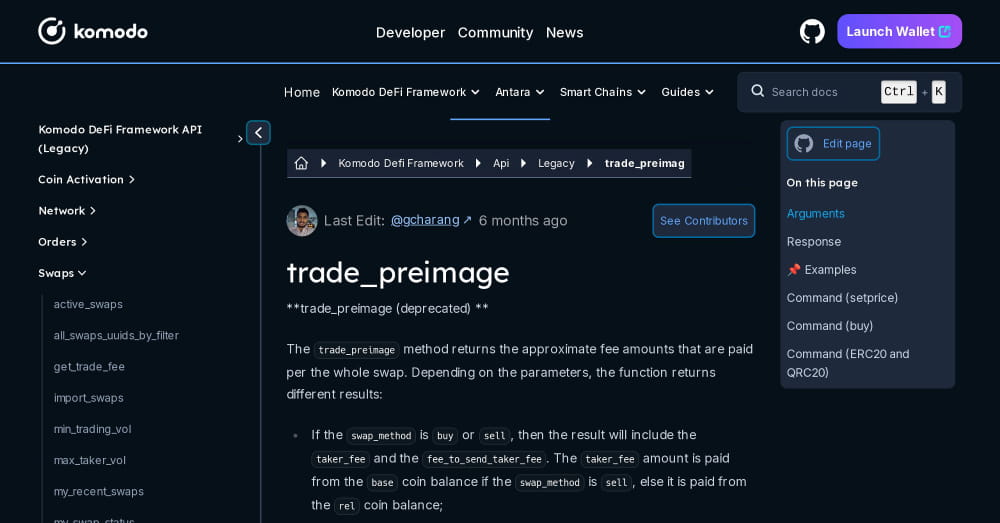 komodo
Developer Community News
Launch Wallet
Home Komodo DeFi Framework Antara Smart Chains Guides
Search docs Ctrl + K
Komodo DeFi Framework API
(Legacy)
Coin Activation
Network
Orders
Swaps
active_swaps
all_swaps_uuids_by_filter
get_trade_fee
import_swaps
min_trading_vol
max_taker_vol
my_recent_swaps
my_swap_status
Komodo Defi Framework Api Legacy trade_preimag
Last Edit: @gcharang ↗ 6 months ago
See Contributors
trade_preimage
**trade_preimage (deprecated) **
The trade_preimage method returns the approximate fee amounts that are paid
per the whole swap. Depending on the parameters, the function returns
different results:
• If the swap_method is buy or sell, then the result will include the
taker_fee and the fee_to_send_taker_fee. The taker_fee amount is paid
from the base coin balance if the swap_method is sell, else it is paid from
the rel coin balance;
Edit page
On this page
Arguments
Response
📌 Examples
Command (setprice)
Command (buy)
Command (ERC20 and
QRC20)